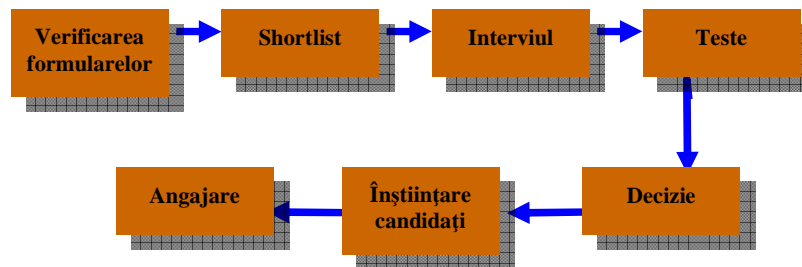 Verificarea
formularelor
Shortlist
Interviul
Teste
Decizie
Înştiinţare
candidaţi
Angajare